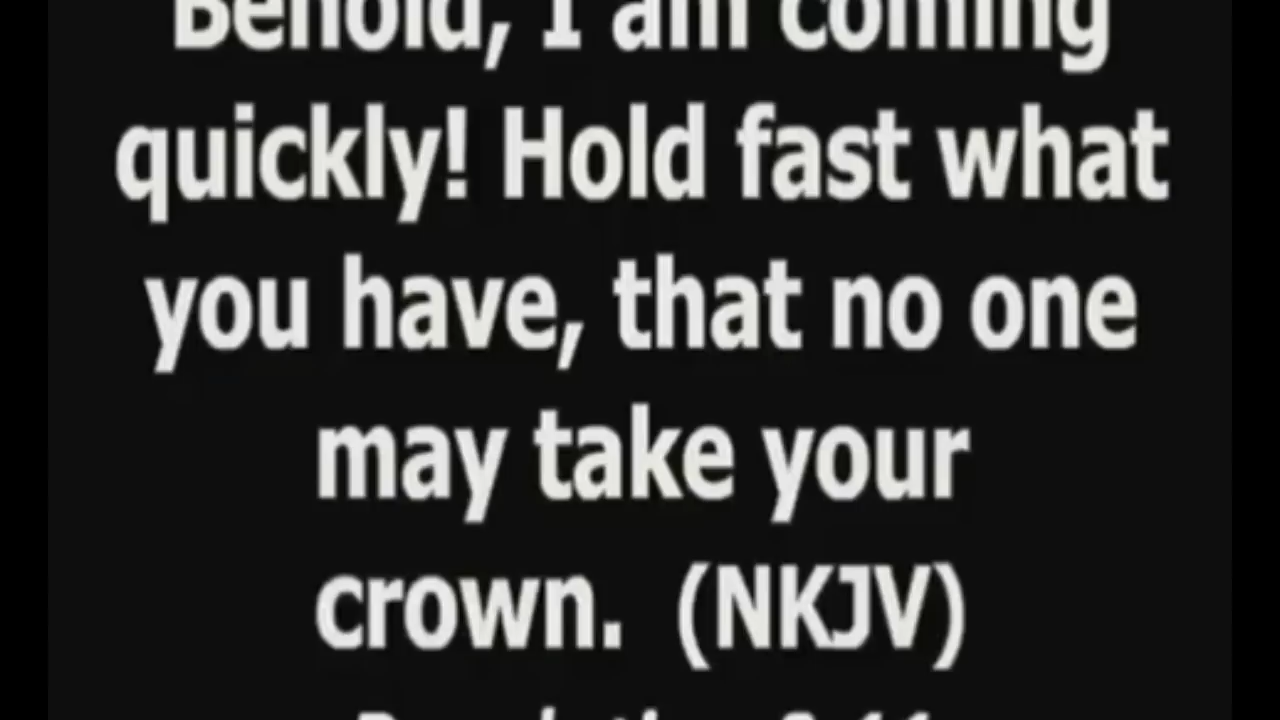 Behold, I am coming
quickly! Hold fast what
you have, that no one
may take your
crown. (NKJV)